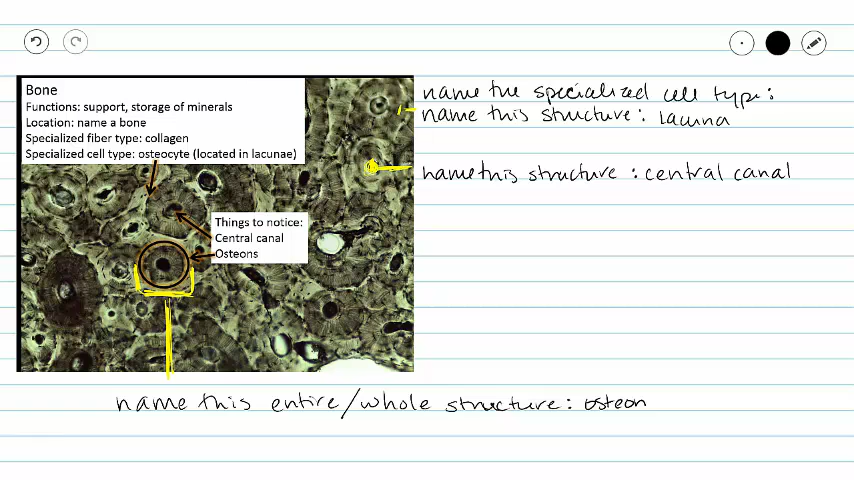 Bone
Functions: support, storage of minerals
Location: name a bone
Specialized fiber type: collagen
Specialized cell type: osteocyte (located in lacunae)
Things to notice:
Central canal
Osteons
name the specialized cell type:
name this structure: lacuna
name this structure: central canal
name this entire/whole structure: osteon